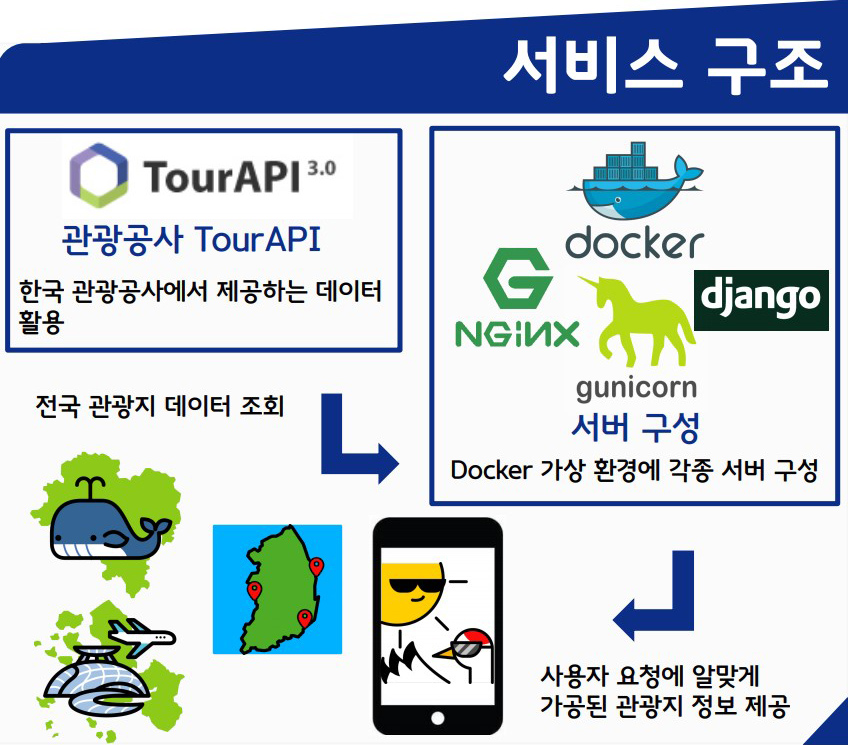 서비스 구조
TourAPI 3.0
관광공사 TourAPI
한국 관광공사에서 제공하는 데이터
활용
docker
NGiNX
django
gunicorn
서버 구성
Docker 가상 환경에 각종 서버 구성
전국 관광지 데이터 조회
사용자 요청에 알맞게
가공된 관광지 정보 제공